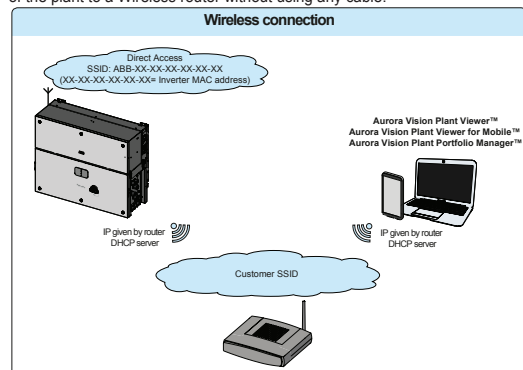 of the plant to a Wireless router without using any cable.
Wireless connection
Direct Access
SSID: ABB-XX-XX-XX-XX-XX-XX
(XX-XX-XX-XX-XX-XX= Inverter MAC address)
Aurora Vision Plant Viewer™
Aurora Vision Plant Viewer for Mobile™
Aurora Vision Plant Portfolio Manager™
IP given by router
DHCP server
IP given by router
DHCP server
Customer SSID